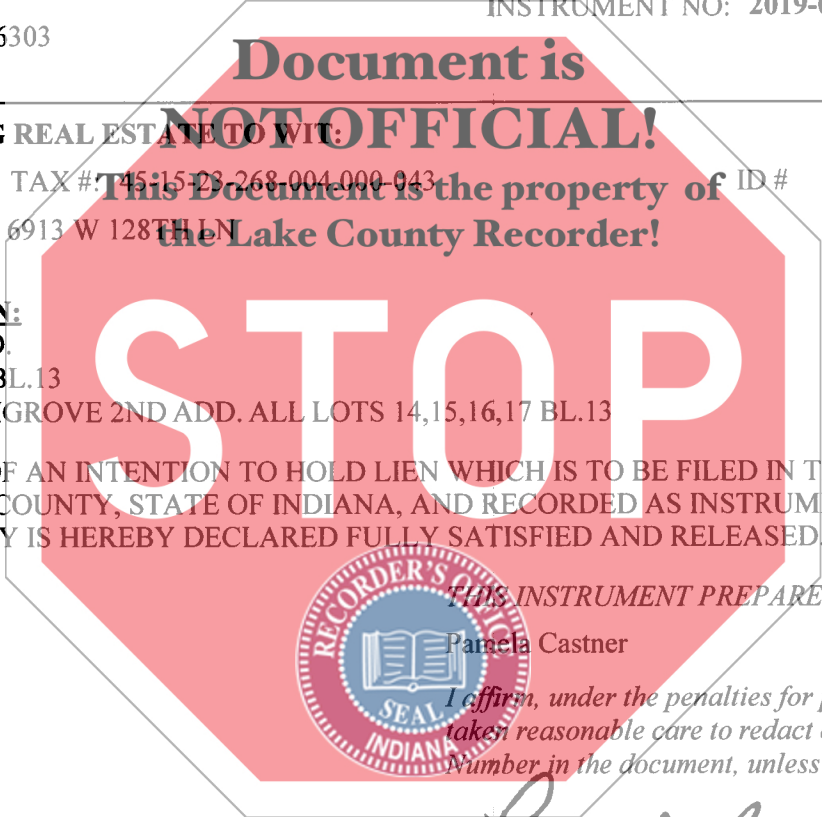 INSTRUMENT NO: 2019-0
6303
Document is
NOT OFFICIAL!
G REAL ESTATE TO WIT:
TAX #: 45-15-23-268-004.000-043 ID #
This Document is the property of
6913 W 128TH LN
the Lake County Recorder!
N:
D.
BL.13
GROVE 2ND ADD. ALL LOTS 14,15,16,17 BL.13
STOP
OF AN INTENTION TO HOLD LIEN WHICH IS TO BE FILED IN T
COUNTY, STATE OF INDIANA, AND RECORDED AS INSTRUM
Y IS HEREBY DECLARED FULLY SATISFIED AND RELEASED.
RECORDER'S OFFICE
SEAL
INDIANA
THIS INSTRUMENT PREPARE
Pamela Castner
I affirm, under the penalties for
taken reasonable care to redact
Number in the document, unless